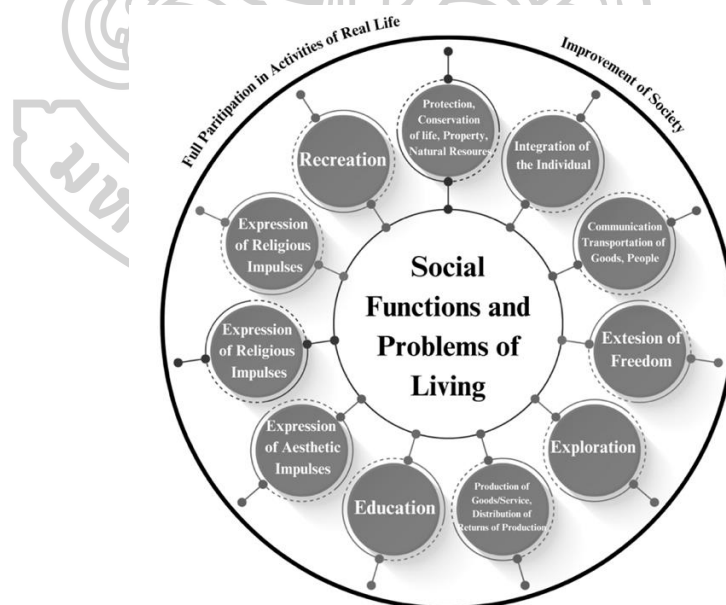 Full Paritipation in Activities of Real Life
Improvement of Society
Protection,
Conservation
of life, Property,
Natural Resoures
Integration of
the Individual
Communication
Transportation of
Goods, People
Extesion of
Freedom
Exploration
Production of
Goods/Service,
Distribution of
Returns of Production
Education
Expression
of Aesthetic
Impulses
Expression
of Religious
Impulses
Expression
of Religious
Impulses
Recreation
Social
Functions and
Problems of
Living